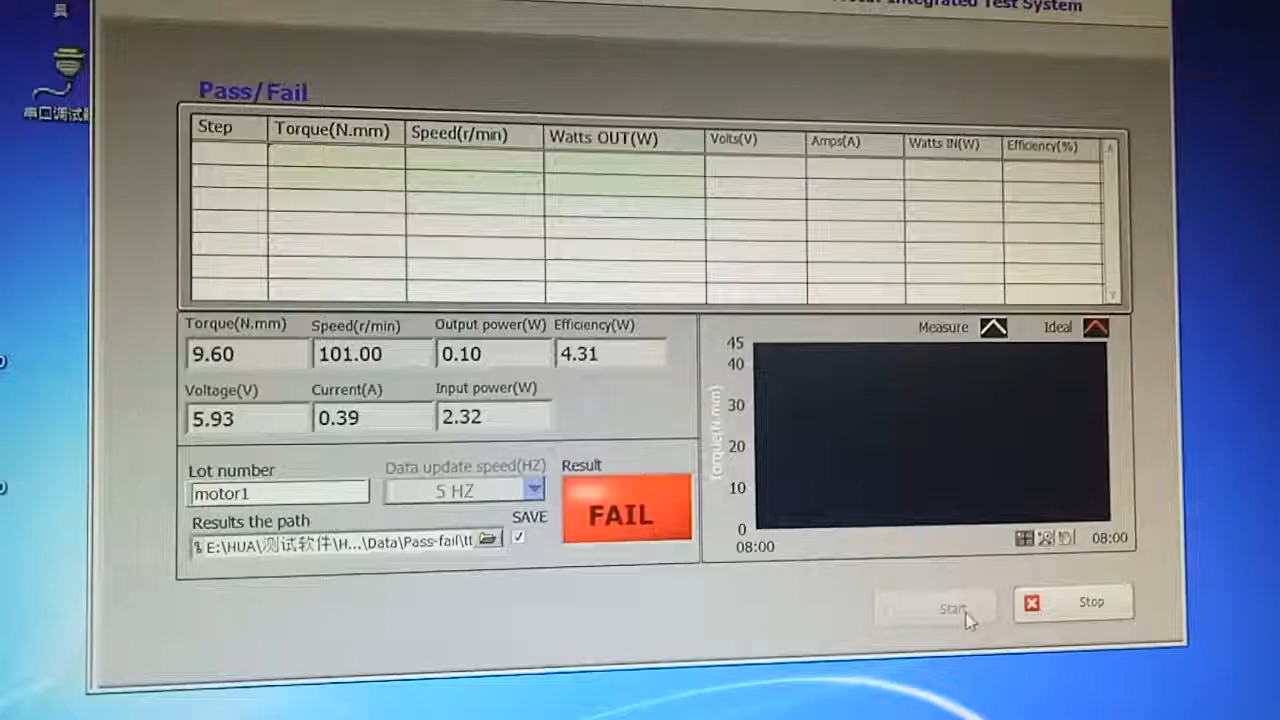 具
串口调试
Integrated Test System
Pass/Fail
Step Torque(N.mm) Speed(r/min) Watts OUT(W) Volts(V) Amps(A) Watts IN(W) Efficiency(%)
Torque(N.mm) Speed(r/min) Output power(W) Efficiency(W)
9.60 101.00 0.10 4.31
Voltage(V) Current(A) Input power(W)
5.93 0.39 2.32
Lot number Data update speed(HZ) Result
motor1 5 HZ FAIL
Results the path SAVE
E:\HUA\测试软件\H...\Data\Pass-fail\tt
Measure Ideal
Torque(N.mm)
45
40
30
20
10
0
08:00 08:00
Start Stop